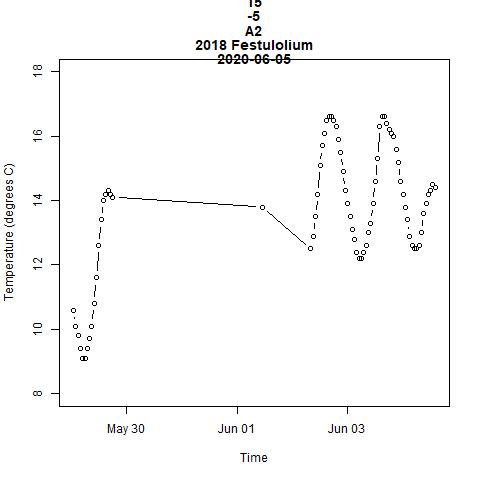 15
-5
A2
2018 Festulolium
2020-06-05
18
16
14
12
10
8
Temperature (degrees C)
May 30
Jun 01
Jun 03
Time